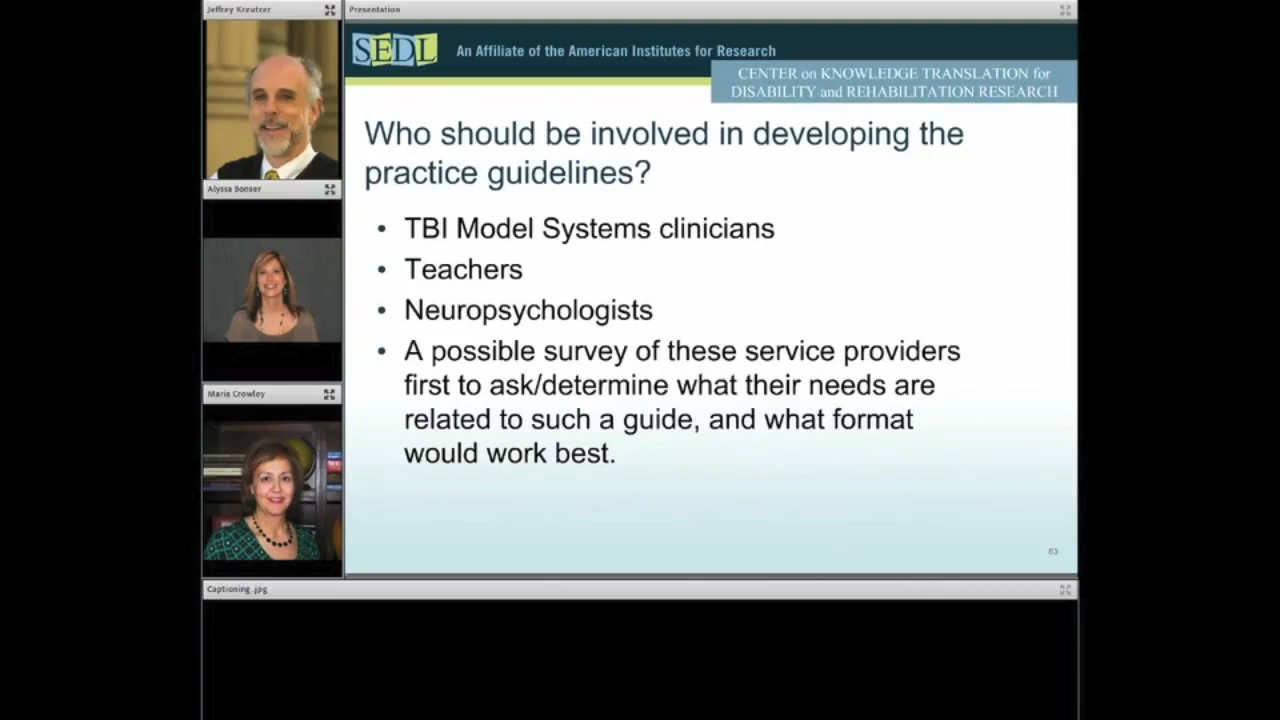 Jeffrey Kreutzer
Presentation
SEDL
An Affiliate of the American Institutes for Research
CENTER on KNOWLEDGE TRANSLATION for
DISABILITY and REHABILITATION RESEARCH
Who should be involved in developing the
practice guidelines?
• TBI Model Systems clinicians
• Teachers
• Neuropsychologists
• A possible survey of these service providers
first to ask/determine what their needs are
related to such a guide, and what format
would work best.
63
Alyssa Bonser
Maria Crowley
Captioning .jpg